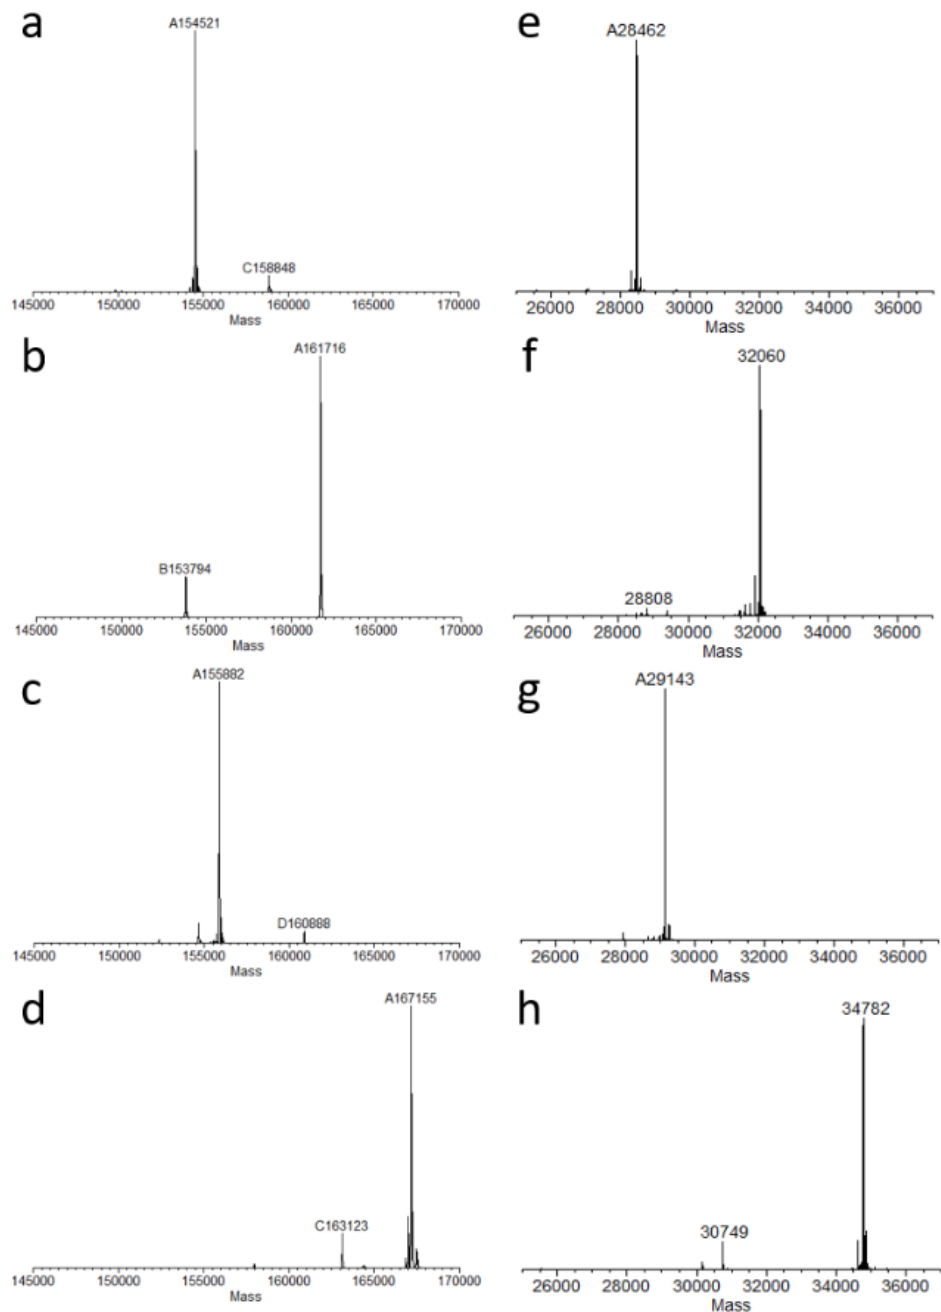 a
A154521
C158848
145000 150000 155000 160000 165000 170000
Mass
e
A28462
26000 28000 30000 32000 34000 36000
Mass
b
A161716
B153794
145000 150000 155000 160000 165000 170000
Mass
f
32060
28808
26000 28000 30000 32000 34000 36000
Mass
c
A155882
D160888
145000 150000 155000 160000 165000 170000
Mass
g
A29143
26000 28000 30000 32000 34000 36000
Mass
d
A167155
C163123
145000 150000 155000 160000 165000 170000
Mass
h
34782
30749
26000 28000 30000 32000 34000 36000
Mass